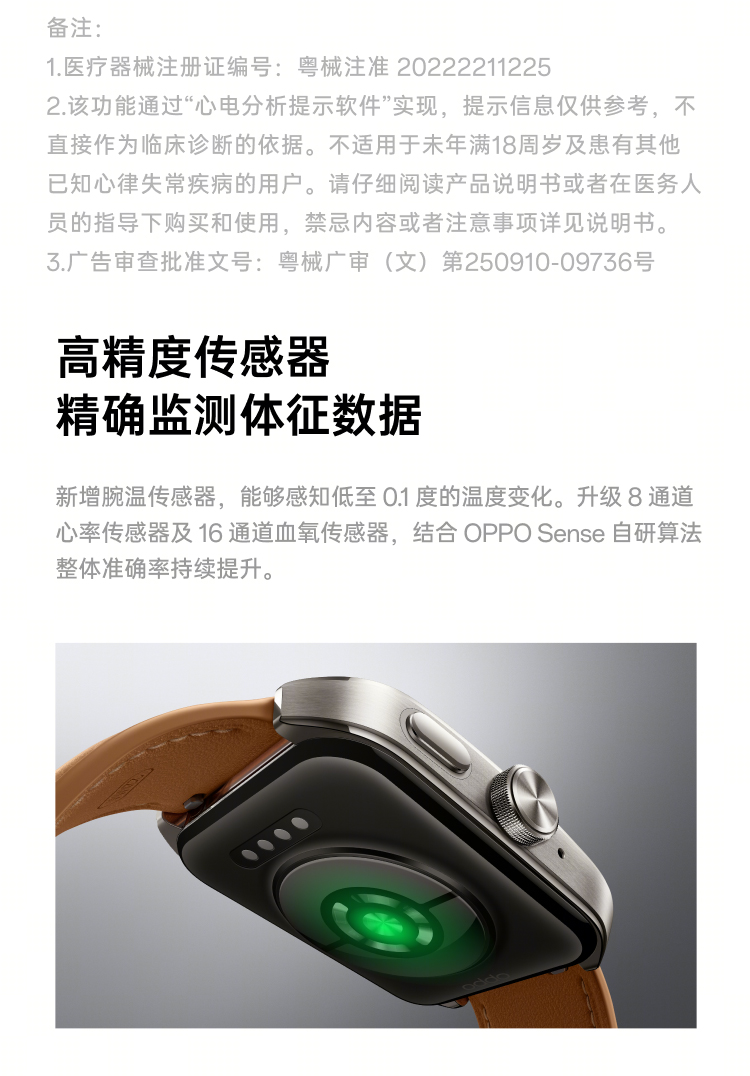 备注：
1.医疗器械注册证编号：粤械注准 20222211225
2.该功能通过“心电分析提示软件”实现，提示信息仅供参考，不
直接作为临床诊断的依据。不适用于未年满18周岁及患有其他
已知心律失常疾病的用户。请仔细阅读产品说明书或者在医务人
员的指导下购买和使用，禁忌内容或者注意事项详见说明书。
3.广告审查批准文号：粤械广审（文）第250910-09736号
高精度传感器
精确监测体征数据
新增腕温传感器，能够感知低至 0.1 度的温度变化。升级 8 通道
心率传感器及 16 通道血氧传感器，结合 OPPO Sense 自研算法
整体准确率持续提升。
oppo